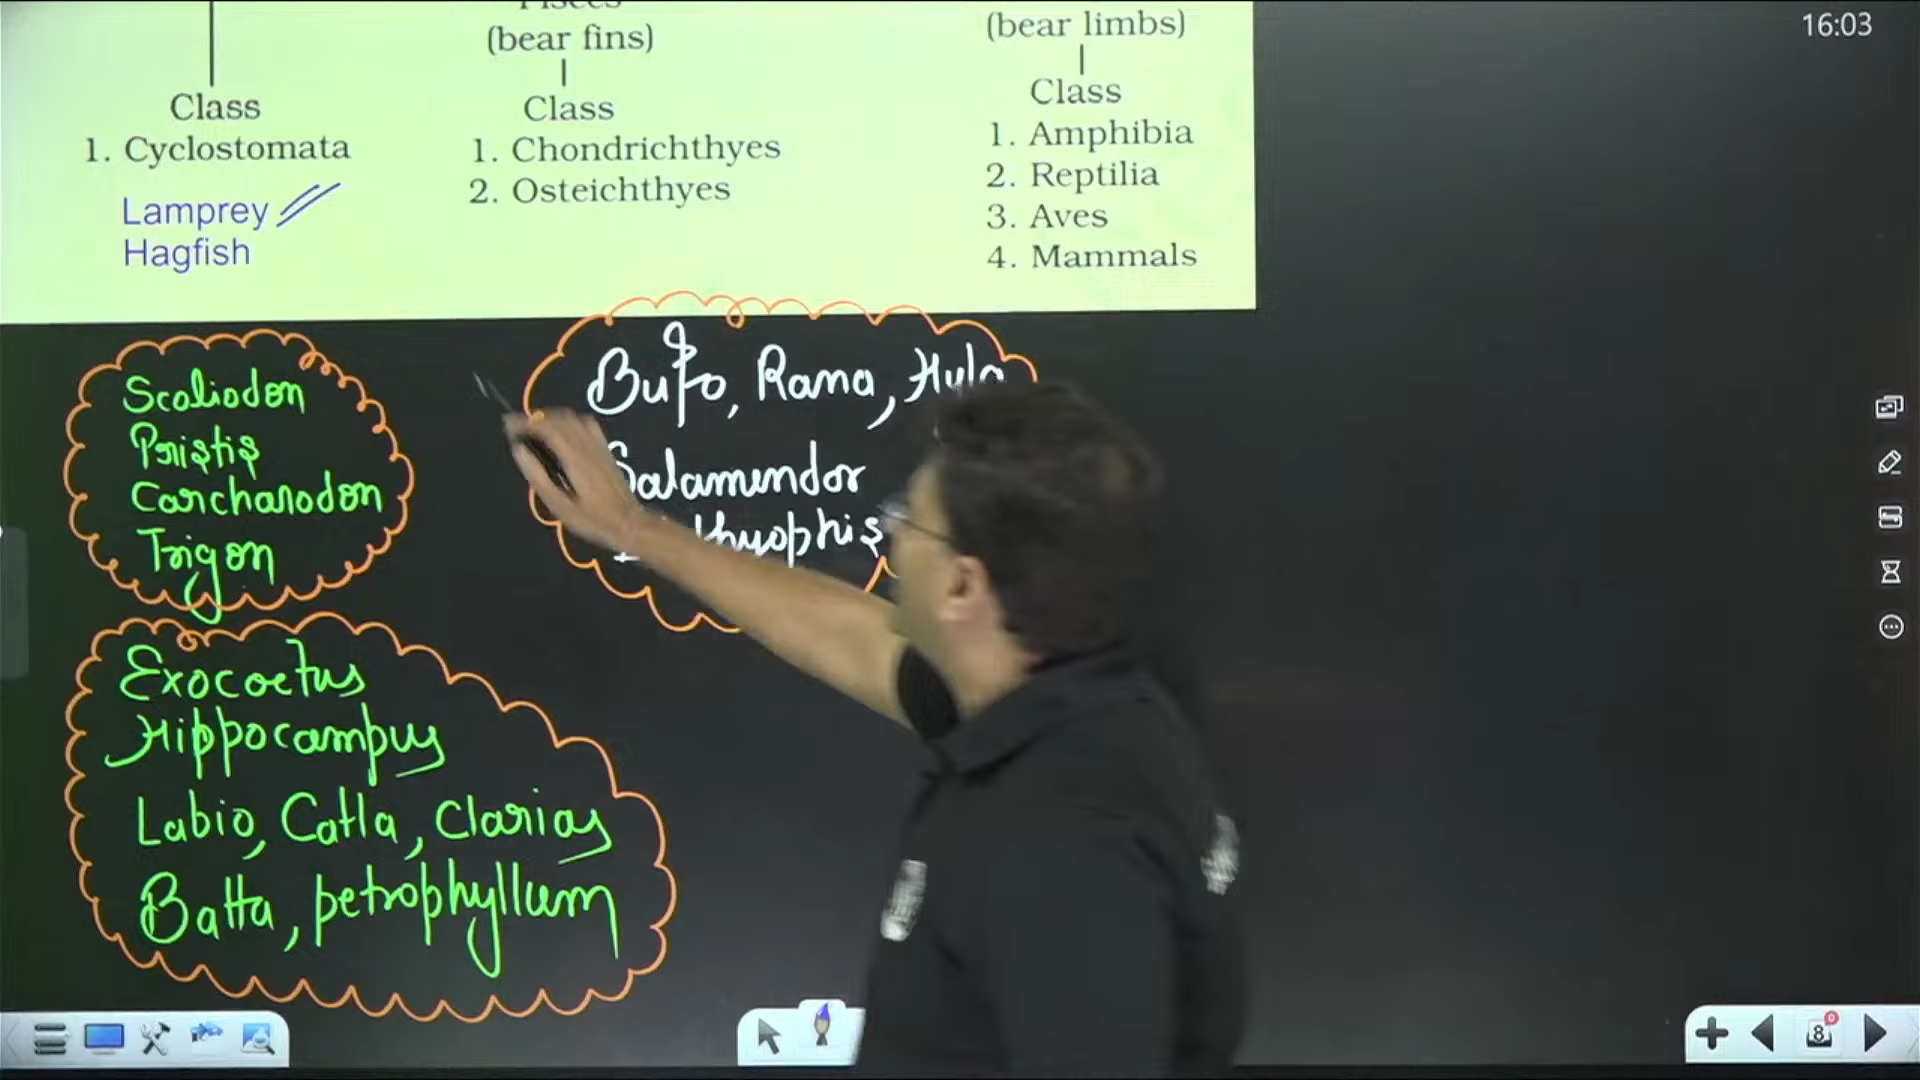 Pisces
(bear fins)
(bear limbs)
16:03
Class
1. Cyclostomata
Lamprey
Hagfish
Class
1. Chondrichthyes
2. Osteichthyes
Class
1. Amphibia
2. Reptilia
3. Aves
4. Mammals
Scoliodon
Pristis
Carcharodon
Trigon
Bufo, Rana, Hyla
Salamendor
Exocoetus
Hippocampus
Labio, Catla, Clarias
Batta, petrophyllum
8